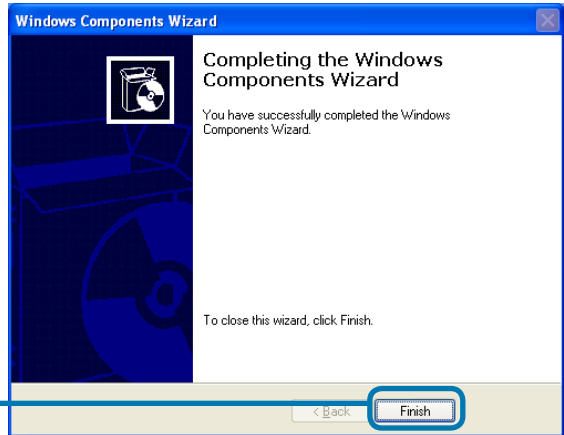 Windows Components Wizard
Completing the Windows
Components Wizard
You have successfully completed the Windows
Components Wizard.
To close this wizard, click Finish.
< Back
Finish